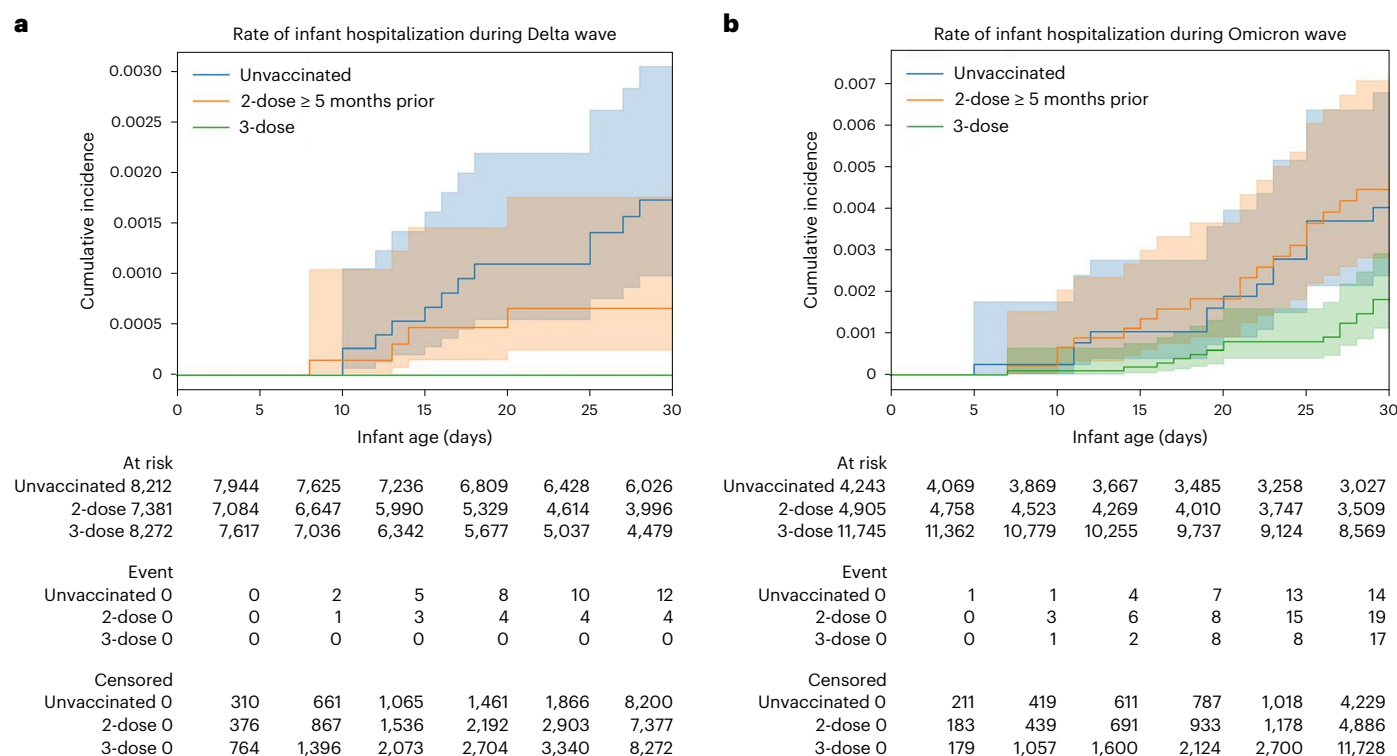 a
Rate of infant hospitalization during Delta wave
Cumulative incidence
0.0030
0.0025
0.0020
0.0015
0.0010
0.0005
0
Unvaccinated
2-dose ≥ 5 months prior
3-dose
0 5 10 15 20 25 30
Infant age (days)
At risk
Unvaccinated 8,212 7,944 7,625 7,236 6,809 6,428 6,026
2-dose 7,381 7,084 6,647 5,990 5,329 4,614 3,996
3-dose 8,272 7,617 7,036 6,342 5,677 5,037 4,479
Event
Unvaccinated 0 0 2 5 8 10 12
2-dose 0 0 1 3 4 4 4
3-dose 0 0 0 0 0 0 0
Censored
Unvaccinated 0 310 661 1,065 1,461 1,866 8,200
2-dose 0 376 867 1,536 2,192 2,903 7,377
3-dose 0 764 1,396 2,073 2,704 3,340 8,272
b
Rate of infant hospitalization during Omicron wave
Cumulative incidence
0.007
0.006
0.005
0.004
0.003
0.002
0.001
0
Unvaccinated
2-dose ≥ 5 months prior
3-dose
0 5 10 15 20 25 30
Infant age (days)
At risk
Unvaccinated 4,243 4,069 3,869 3,667 3,485 3,258 3,027
2-dose 4,905 4,758 4,523 4,269 4,010 3,747 3,509
3-dose 11,745 11,362 10,779 10,255 9,737 9,124 8,569
Event
Unvaccinated 0 1 1 4 7 13 14
2-dose 0 0 3 6 8 15 19
3-dose 0 0 1 2 8 8 17
Censored
Unvaccinated 0 211 419 611 787 1,018 4,229
2-dose 0 183 439 691 933 1,178 4,886
3-dose 0 179 1,057 1,600 2,124 2,700 11,728